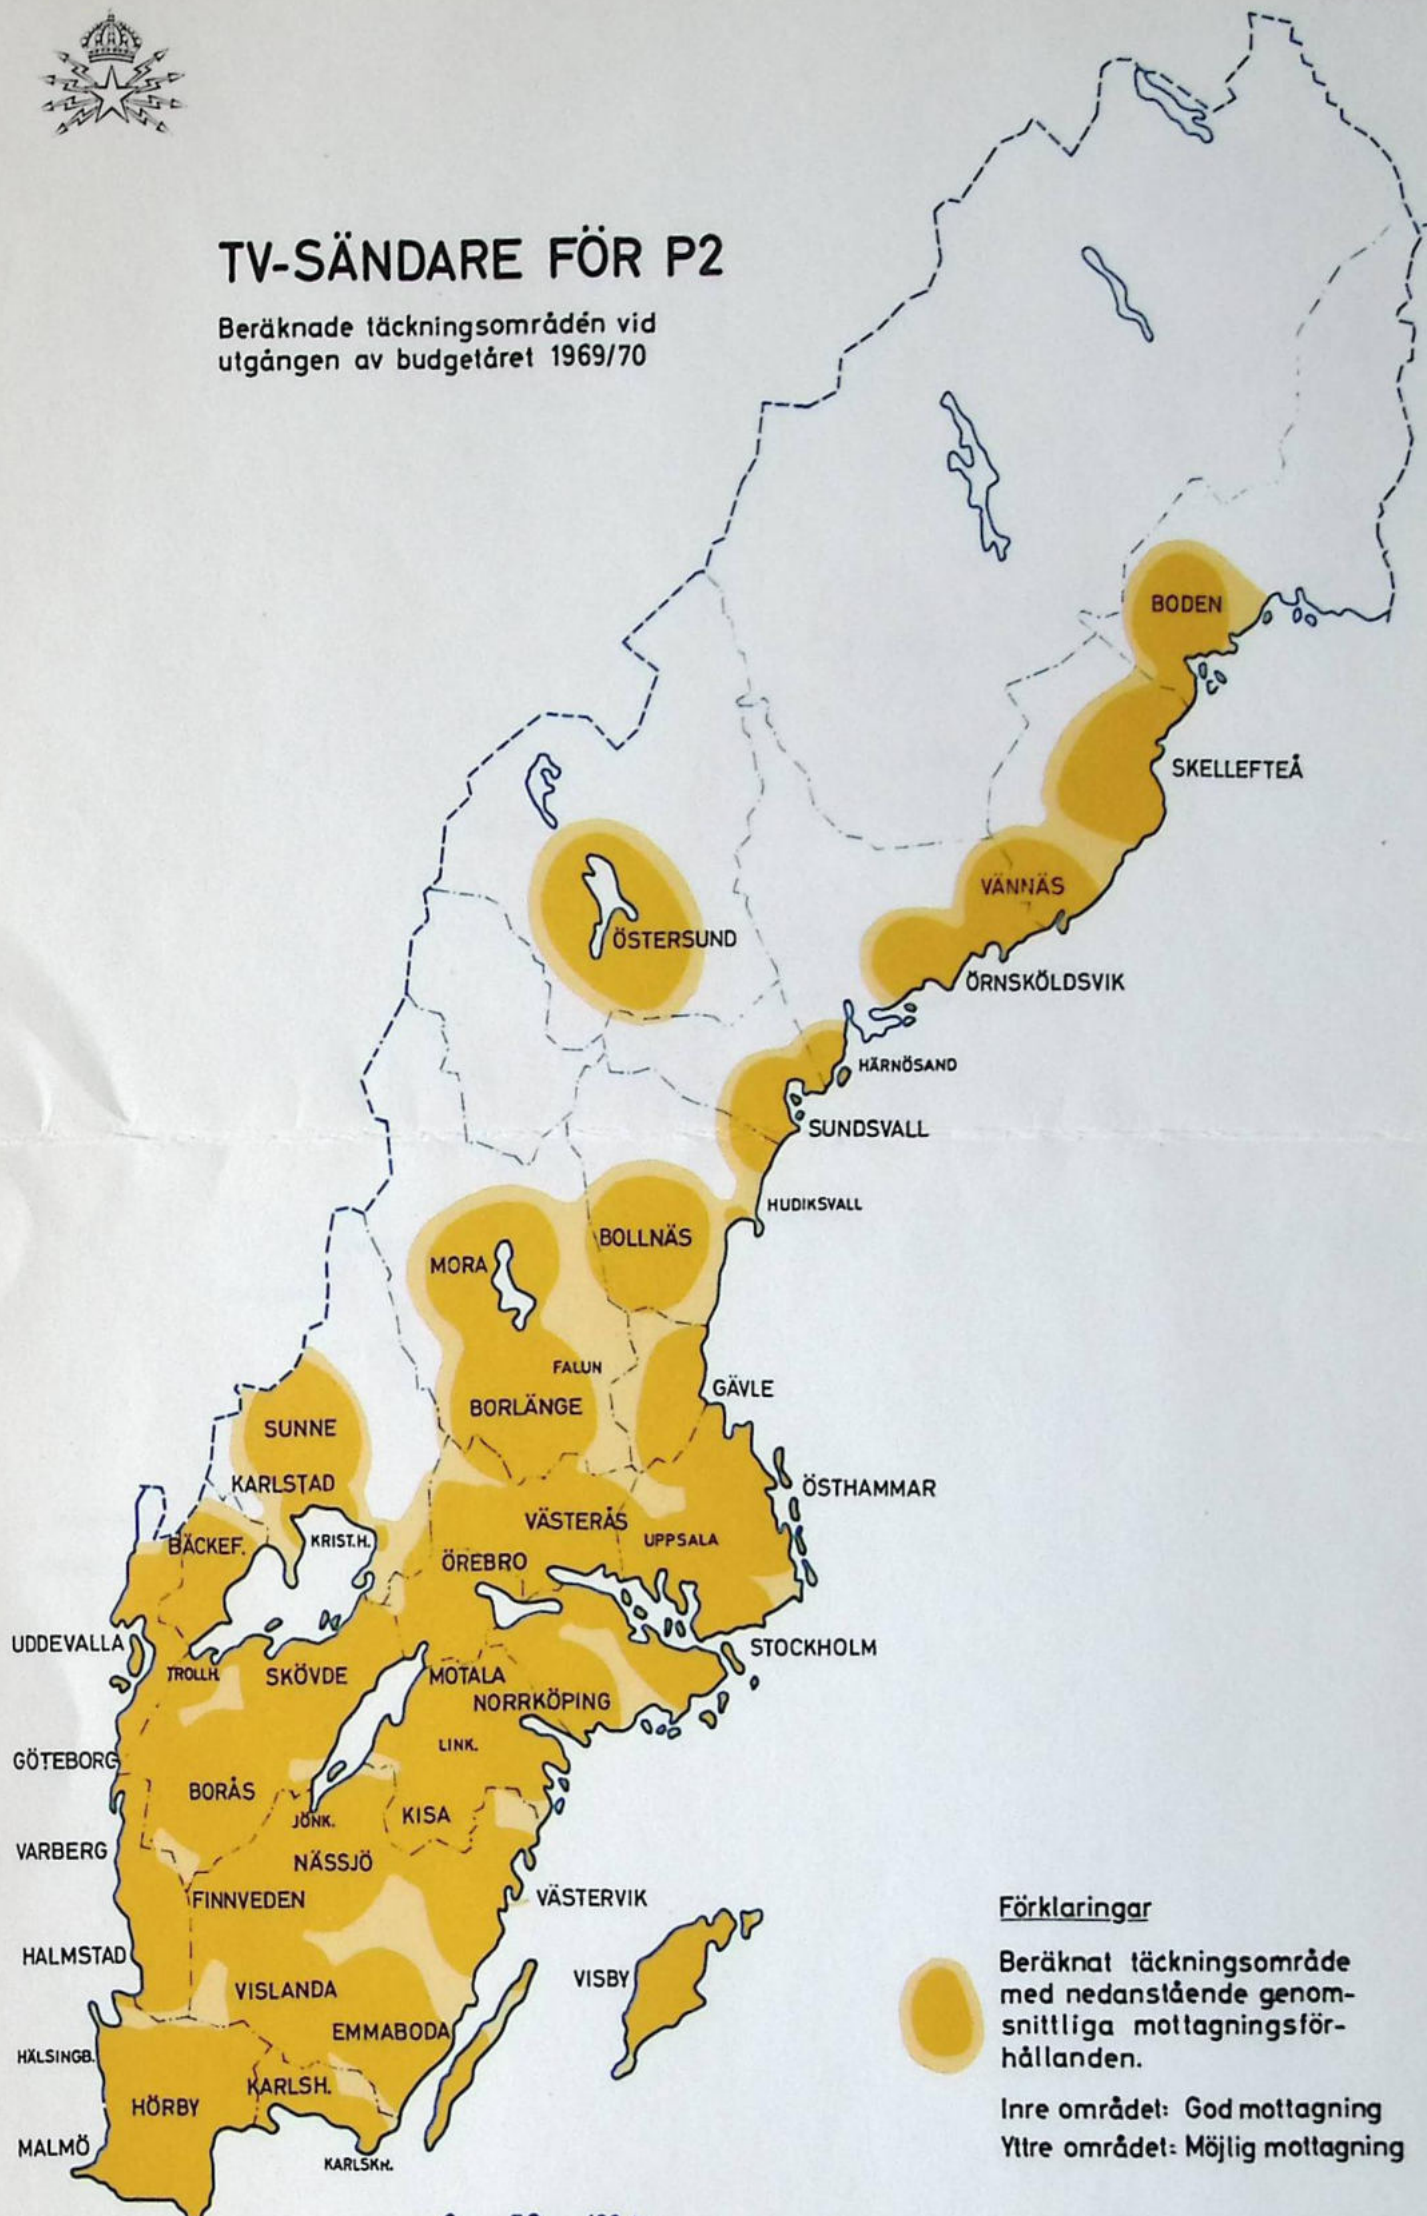 TV-SÄNDARE FÖR P2
Beräknade täckningsområdén vid
utgången av budgetåret 1969/70
BODEN
SKELLEFTEÅ
VÄNNÄS
ÖSTERSUND
ÖRNSKÖLDSVIK
HÄRNÖSAND
SUNDSVALL
HUDIKSVALL
BOLLNÄS
MORA
FALUN
GÄVLE
BORLÄNGE
SUNNE
KARLSTAD
ÖSTHAMMAR
VÄSTERÅS
UPPSALA
BÄCKEF.
KRIST.H.
ÖREBRO
UDDEVALLA
STOCKHOLM
TROLLH.
SKÖVDE
MOTALA
NORRKÖPING
LINK.
GÖTEBORG
BORÅS
JÖNK.
KISA
VARBERG
NÄSSJÖ
FINNVEDEN
VÄSTERVIK
HALMSTAD
VISBY
VISLANDA
EMMABODA
HÄLSINGB.
KARLSH.
HÖRBY
MALMÖ
KARLSKR.
Förklaringar
Beräknat täckningsområde
med nedanstående genom-
snittliga mottagningsför-
hållanden.
Inre området: God mottagning
Yttre området: Möjlig mottagning